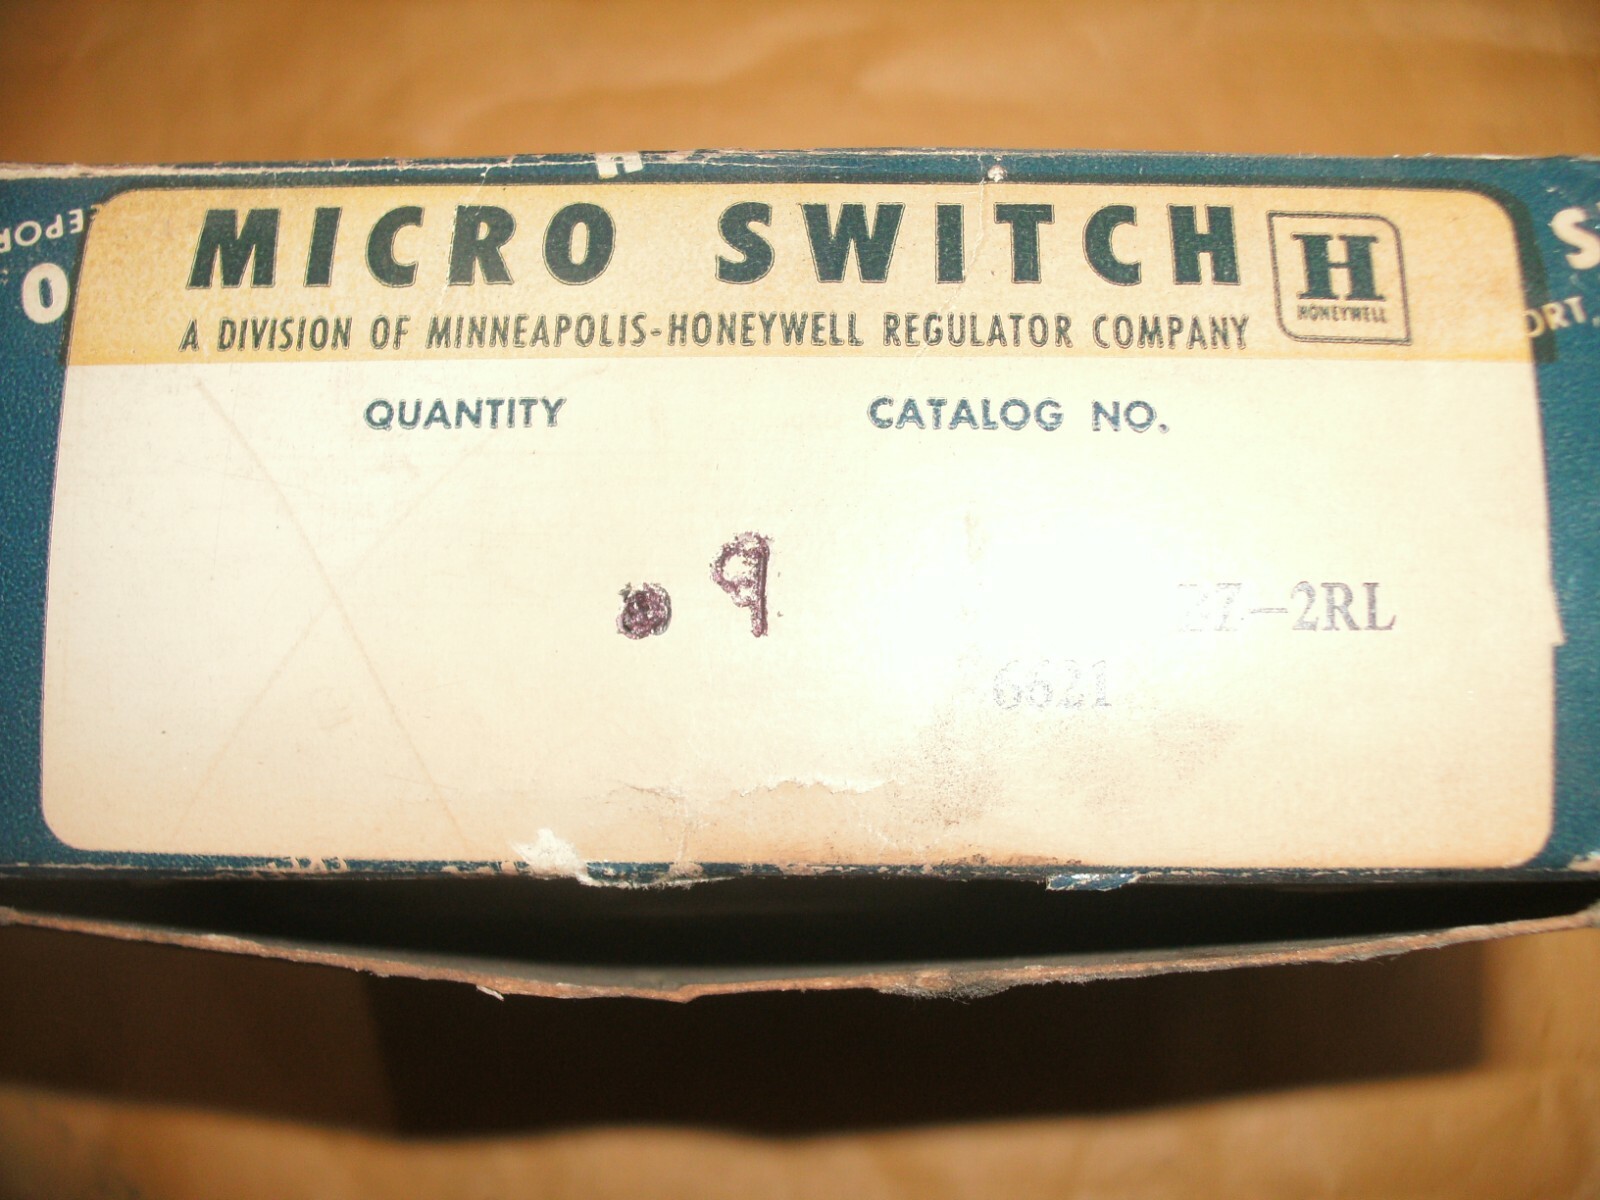 MICRO SWITCH
H
HONEYWELL
A DIVISION OF MINNEAPOLIS-HONEYWELL REGULATOR COMPANY
QUANTITY CATALOG NO.
9
-2RL
6621